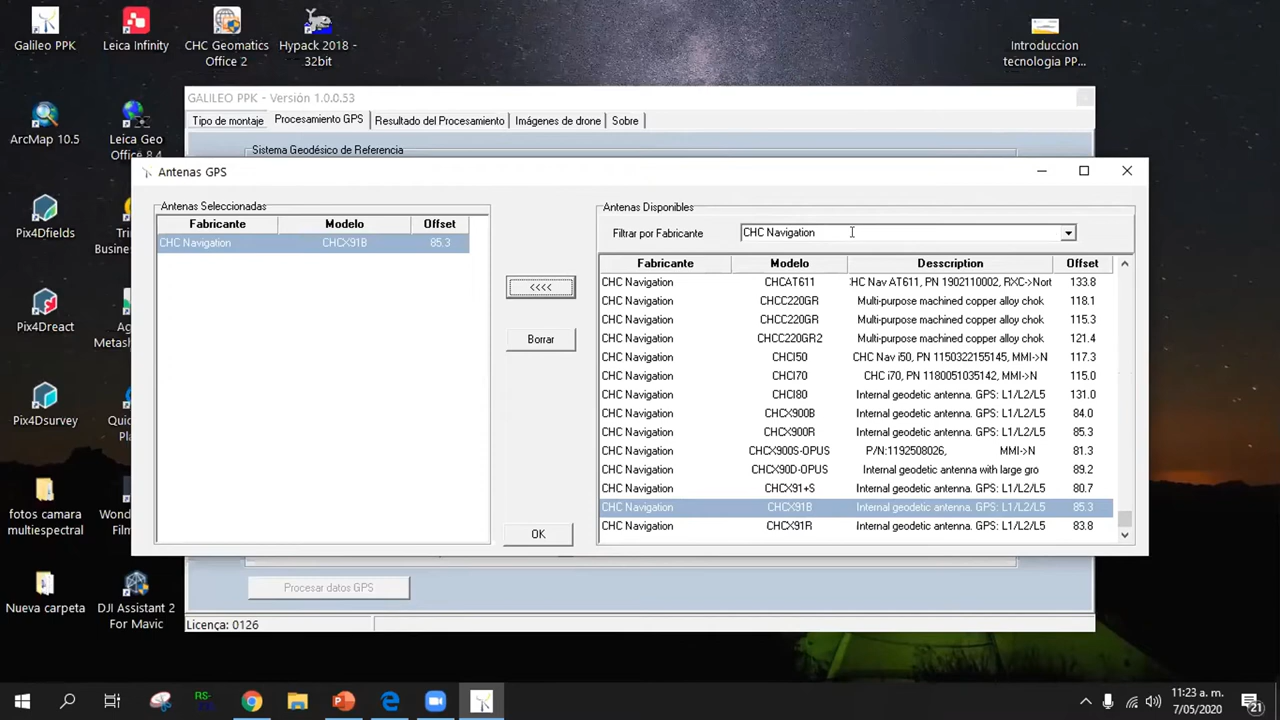 Galileo PPK
Leica Infinity
CHC Geomatics
Office 2
Hypack 2018 -
32bit
Introduccion
tecnologia PP...
ArcMap 10.5
Leica Geo
Office 8.4
Pix4Dfields
Pix4Dreact
Pix4Dsurvey
fotos camara
multiespectral
Nueva carpeta
DJI Assistant 2
For Mavic
GALILEO PPK - Versión 1.0.0.53
Tipo de montaje
Procesamiento GPS
Resultado del Procesamiento
Imágenes de drone
Sobre
Sistema Geodésico de Referencia
Antenas GPS
Antenas Seleccionadas
Fabricante Modelo Offset
CHC Navigation CHCX91B 85.3
<<<<
Borrar
OK
Antenas Disponibles
Filtrar por Fabricante CHC Navigation
Fabricante Modelo Desscription Offset
CHC Navigation CHCAT611 HC Nav AT611, PN 1902110002, RXC->Nort 133.8
CHC Navigation CHCC220GR Multi-purpose machined copper alloy chok 118.1
CHC Navigation CHCC220GR Multi-purpose machined copper alloy chok 115.3
CHC Navigation CHCC220GR2 Multi-purpose machined copper alloy chok 121.4
CHC Navigation CHCI50 CHC Nav i50, PN 1150322155145, MMI->N 117.3
CHC Navigation CHCI70 CHC i70, PN 1180051035142, MMI->N 115.0
CHC Navigation CHCI80 Internal geodetic antenna. GPS: L1/L2/L5 131.0
CHC Navigation CHCX900B Internal geodetic antenna. GPS: L1/L2/L5 84.0
CHC Navigation CHCX900R Internal geodetic antenna. GPS: L1/L2/L5 85.3
CHC Navigation CHCX900S-OPUS P/N:1192508026, MMI->N 81.3
CHC Navigation CHCX90D-OPUS Internal geodetic antenna with large gro 89.2
CHC Navigation CHCX91+S Internal geodetic antenna. GPS: L1/L2/L5 80.7
CHC Navigation CHCX91B Internal geodetic antenna. GPS: L1/L2/L5 85.3
CHC Navigation CHCX91R Internal geodetic antenna. GPS: L1/L2/L5 83.8
Procesar datos GPS
Licença: 0126
RS-
11:23 a. m.
7/05/2020
21